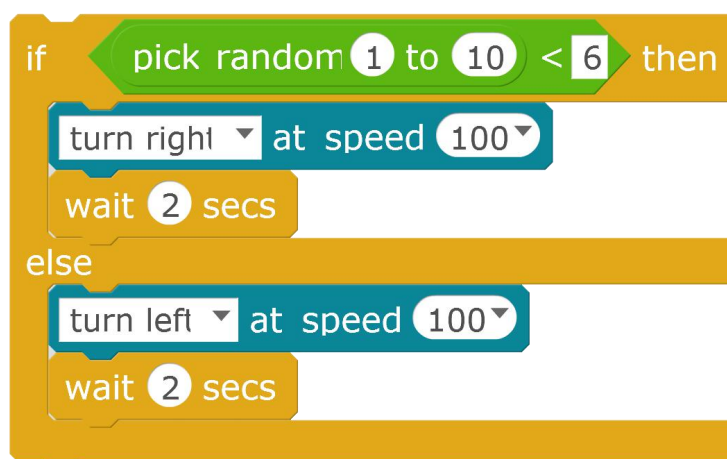 if pick random 1 to 10 < 6 then
turn right at speed 100
wait 2 secs
else
turn left at speed 100
wait 2 secs